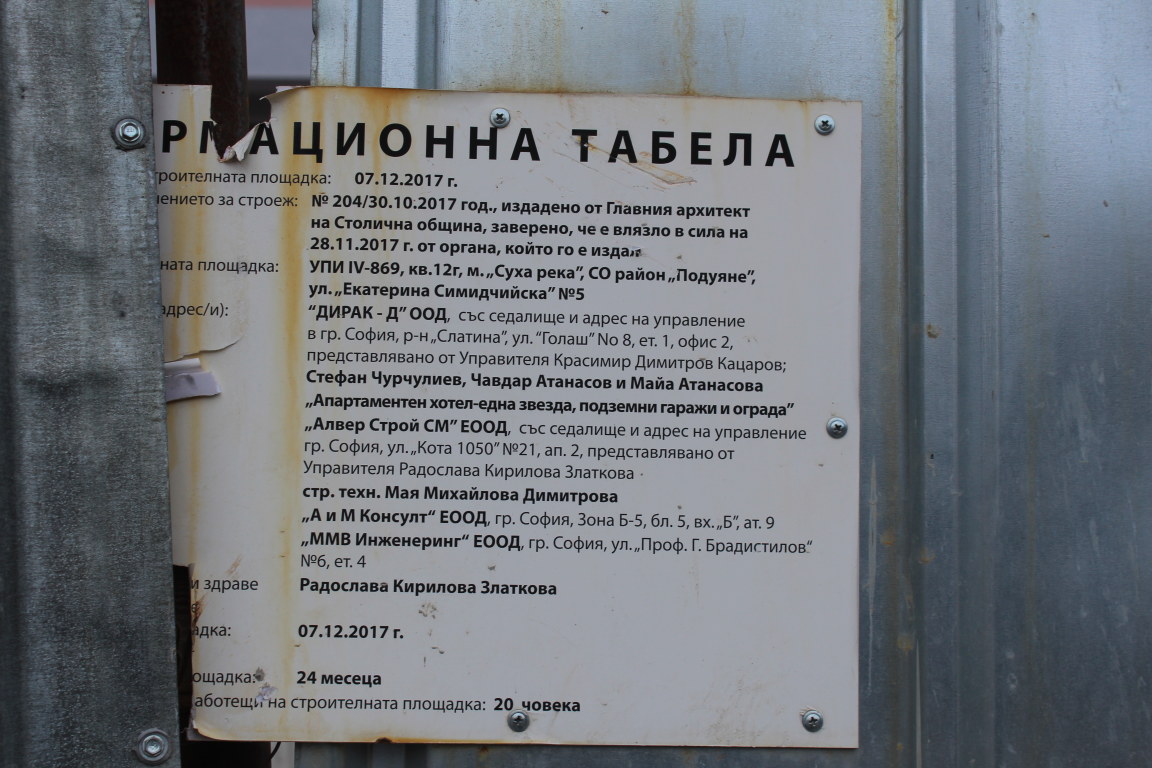 РМАЦИОННА ТАБЕЛА
троителната площадка: 07.12.2017 г.
ението за строеж: № 204/30.10.2017 год., издадено от Главния архитект
на Столична община, заверено, че е влязло в сила на
28.11.2017 г. от органа, който го е издал
ната площадка: УПИ IV-869, кв.12г, м.„Суха река”, СО район „Подуяне”,
ул. „Екатерина Симидчийска” №5
адрес/и): “ДИРАК - Д” ООД, със седалище и адрес на управление
в гр. София, р-н „Слатина”, ул. “Голаш” No 8, ет. 1, офис 2,
представлявано от Управителя Красимир Димитров Кацаров;
Стефан Чурчулиев, Чавдар Атанасов и Майа Атанасова
„Апартаментен хотел-една звезда, подземни гаражи и ограда”
„Алвер Строй СМ” ЕООД, със седалище и адрес на управление
гр. София, ул. „Кота 1050” №21, ап. 2, представлявано от
Управителя Радослава Кирилова Златкова
стр. техн. Мая Михайлова Димитрова
„А и М Консулт“ ЕООД, гр. София, Зона Б-5, бл. 5, вх. „Б”, ат. 9
„ММВ Инженеринг“ ЕООД, гр. София, ул. „Проф. Г. Брадистилов“
№6, ет. 4
и здраве Радослава Кирилова Златкова
е
адка: 07.12.2017 г.
ощадка: 24 месеца
аботещи на строителната площадка: 20 човека